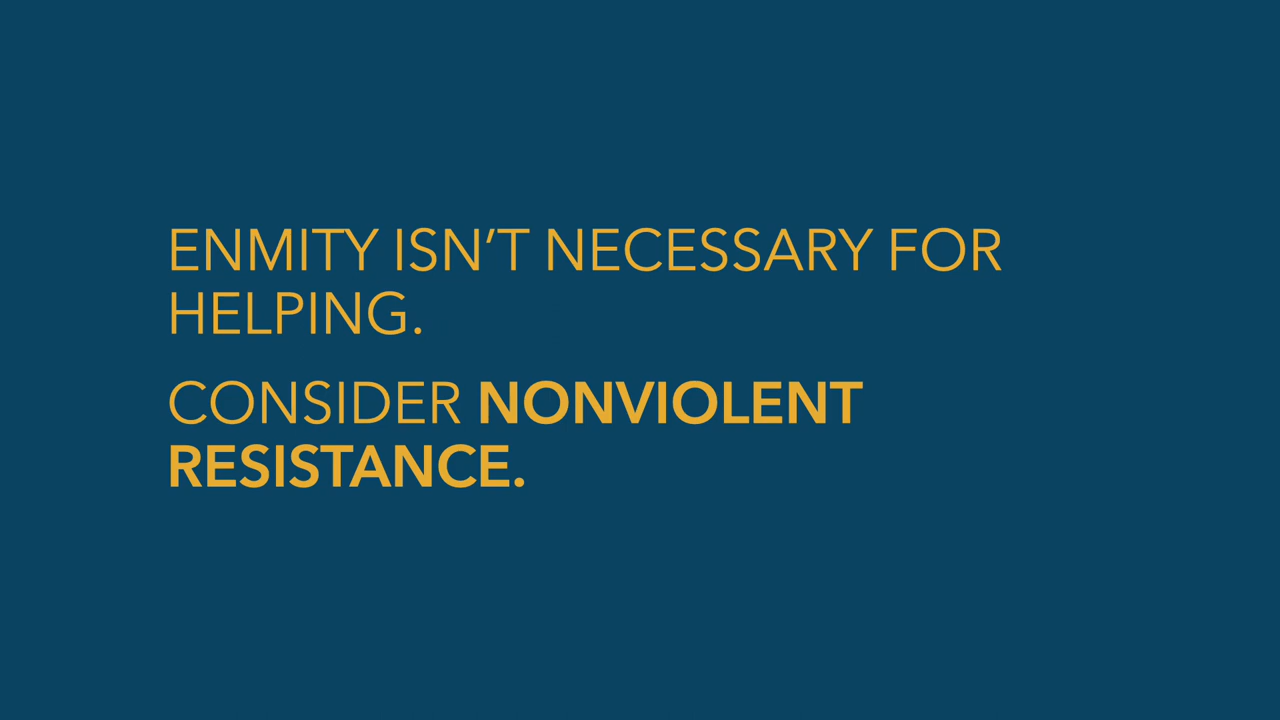 ENMITY ISN’T NECESSARY FOR
HELPING.
CONSIDER NONVIOLENT
RESISTANCE.